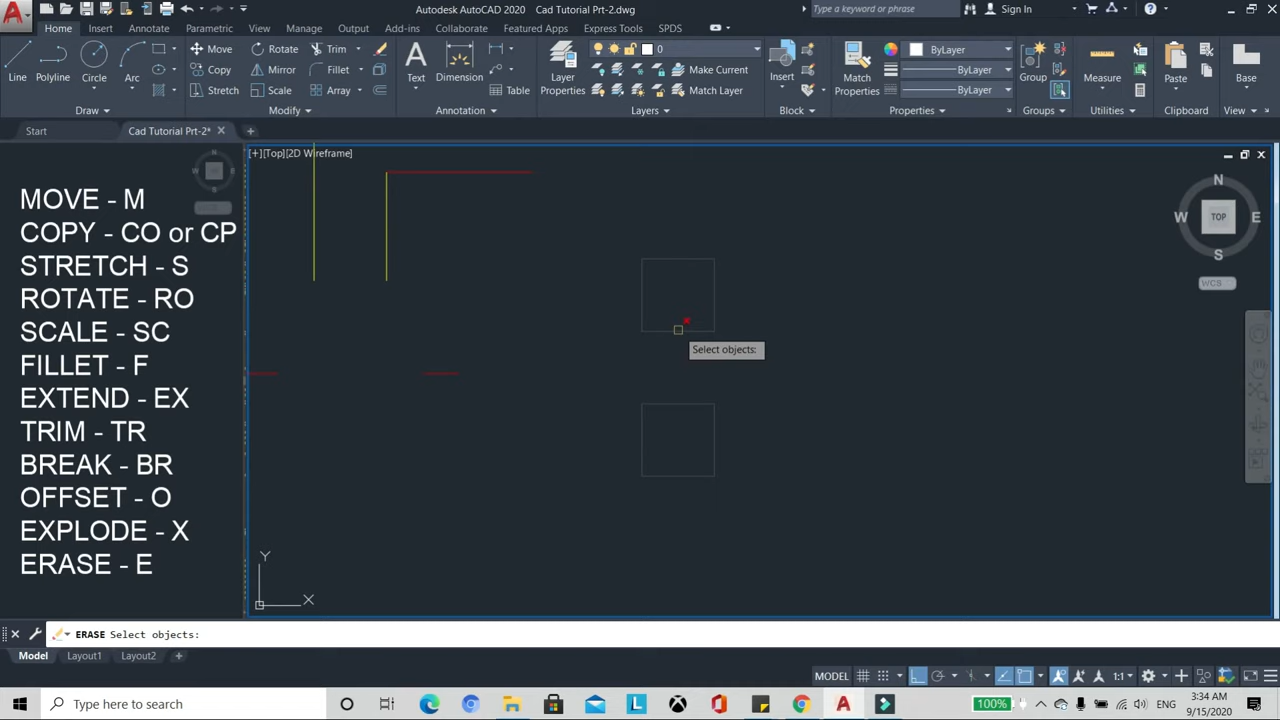 Autodesk AutoCAD 2020 Cad Tutorial Prt-2.dwg Type a keyword or phrase Sign In
Home Insert Annotate Parametric View Manage Output Add-ins Collaborate Express Tools Featured Apps SPDS
Line Polyline Circle Arc
Move Rotate Trim
Copy Mirror Fillet
Stretch Scale Array
Text Dimension Table
Layer Properties
0
Make Current
Match Layer
Insert
Match Properties
ByLayer
ByLayer
ByLayer
Group Measure Paste Base
Draw Modify Annotation Layers Block Properties Groups Utilities Clipboard View
Start Cad Tutorial Prt-2*
[+][Top][2D Wireframe]
MOVE - M
COPY - CO or CP
STRETCH - S
ROTATE - RO
SCALE - SC
FILLET - F
EXTEND - EX
TRIM - TR
BREAK - BR
OFFSET - O
EXPLODE - X
ERASE - E
N
W TOP E
S
WCS
Select objects:
Y
X
ERASE Select objects:
Model Layout1 Layout2
MODEL 1:1
Type here to search
100% ENG
3:34 AM
9/15/2020